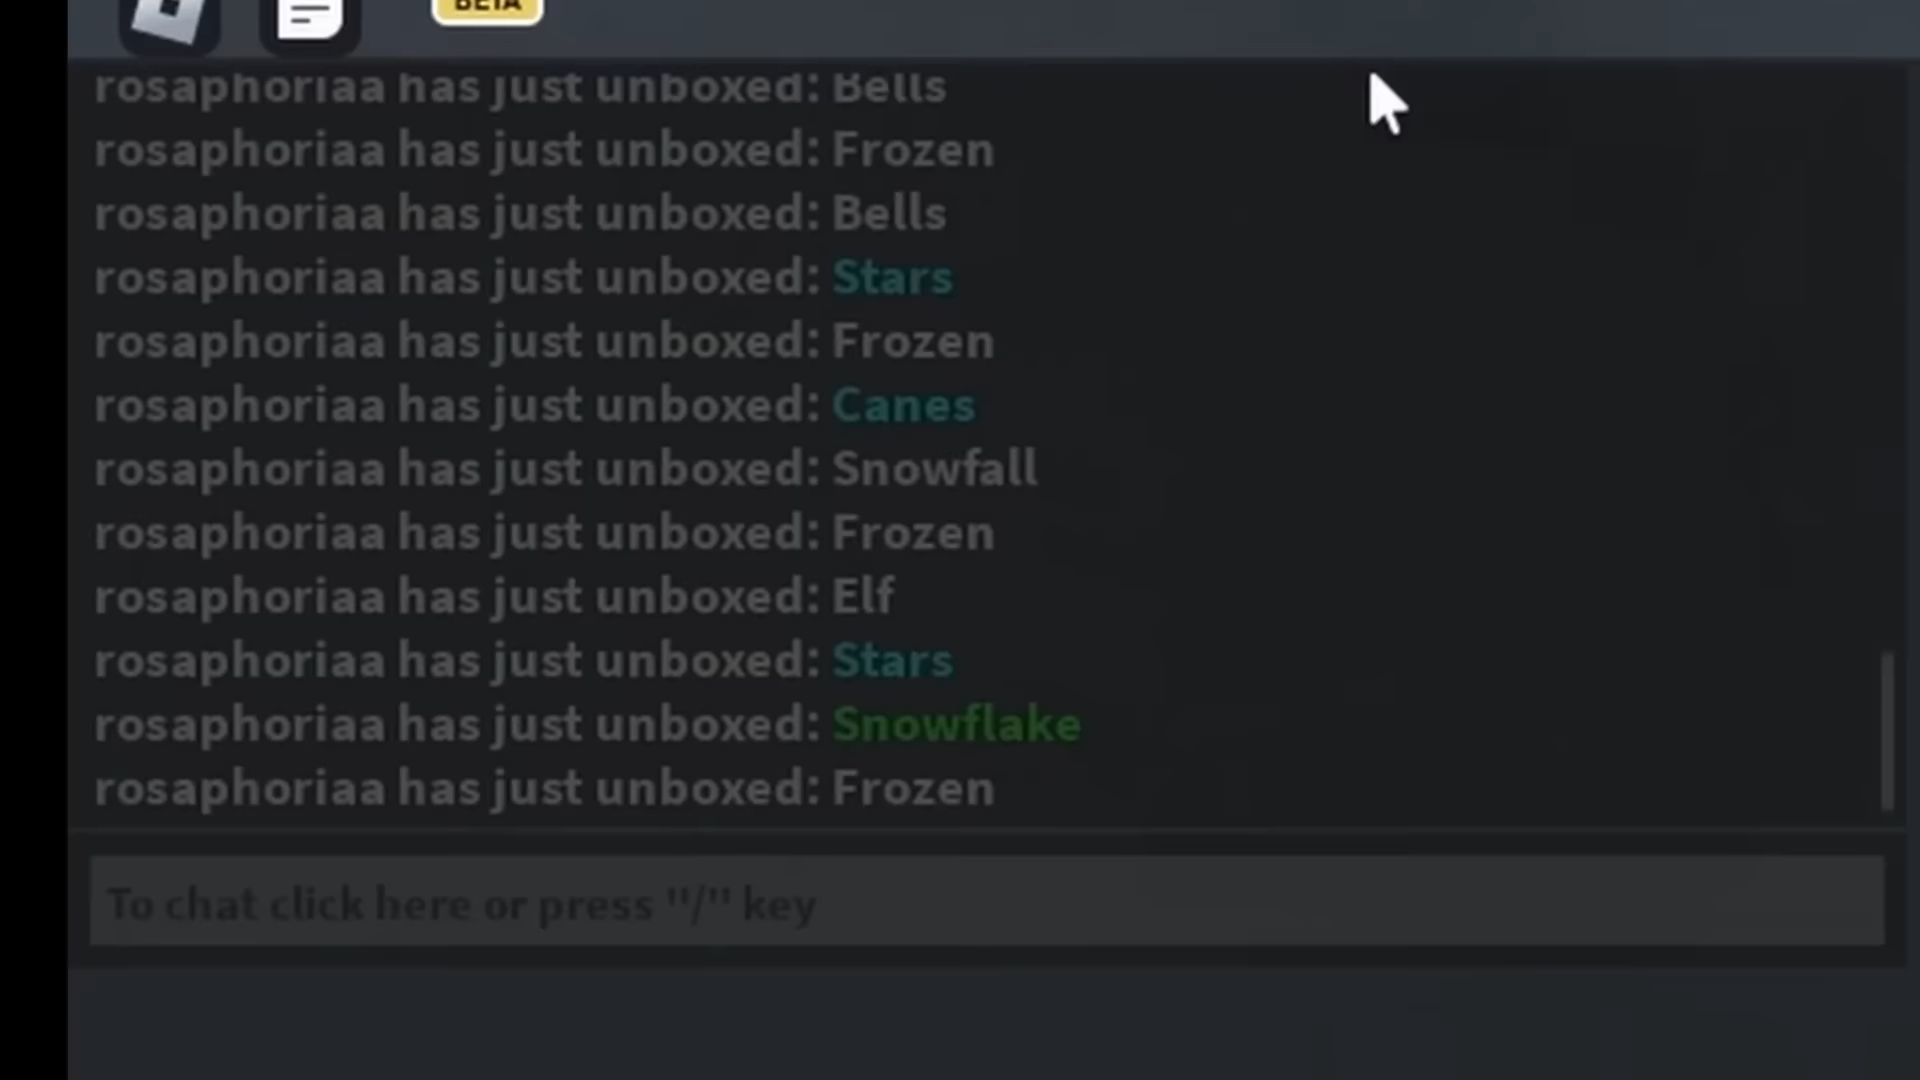 BETA
rosaphoriaa has just unboxed: Bells
rosaphoriaa has just unboxed: Frozen
rosaphoriaa has just unboxed: Bells
rosaphoriaa has just unboxed: Stars
rosaphoriaa has just unboxed: Frozen
rosaphoriaa has just unboxed: Canes
rosaphoriaa has just unboxed: Snowfall
rosaphoriaa has just unboxed: Frozen
rosaphoriaa has just unboxed: Elf
rosaphoriaa has just unboxed: Stars
rosaphoriaa has just unboxed: Snowflake
rosaphoriaa has just unboxed: Frozen
To chat click here or press "/" key